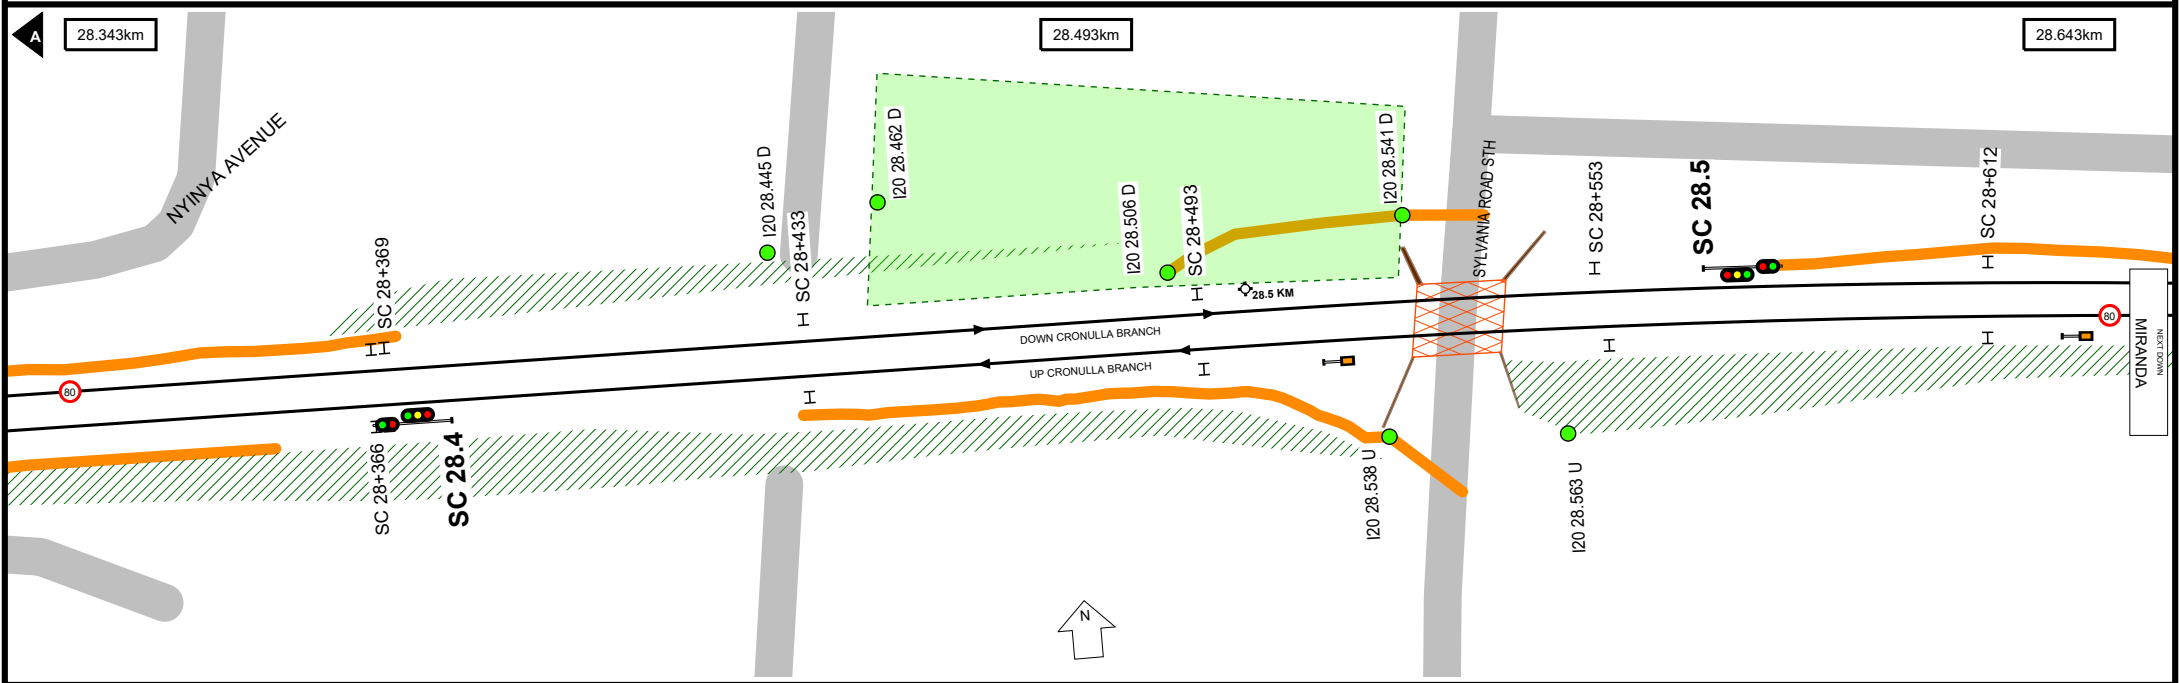 A
28.343km
28.493km
28.643km
NYINYA AVENUE
I20 28.445 D
I20 28.462 D
I20 28.506 D
SC 28+493
I20 28.541 D
SYLVANIA ROAD STH
SC 28+553
SC 28.5
SC 28+612
SC 28+369
SC 28+433
28.5 KM
DOWN CRONULLA BRANCH
UP CRONULLA BRANCH
80
80
NEXT DOWN
MIRANDA
SC 28+366
SC 28.4
I20 28.538 U
I20 28.563 U
N